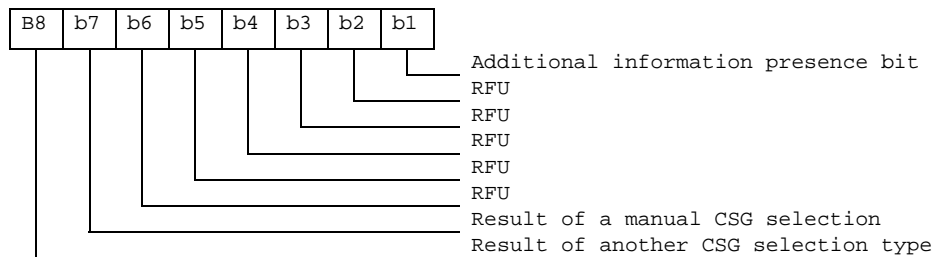 B8 b7 b6 b5 b4 b3 b2 b1
Additional information presence bit
RFU
RFU
RFU
RFU
RFU
Result of a manual CSG selection
Result of another CSG selection type